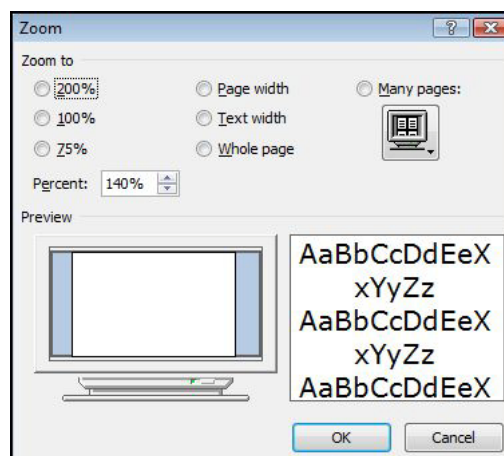 Zoom
Zoom to
200%
Page width
Many pages:
100%
Text width
75%
Whole page
Percent: 140%
Preview
AaBbCcDdEeX
xYyZz
AaBbCcDdEeX
xYyZz
AaBbCcDdEeX
OK
Cancel